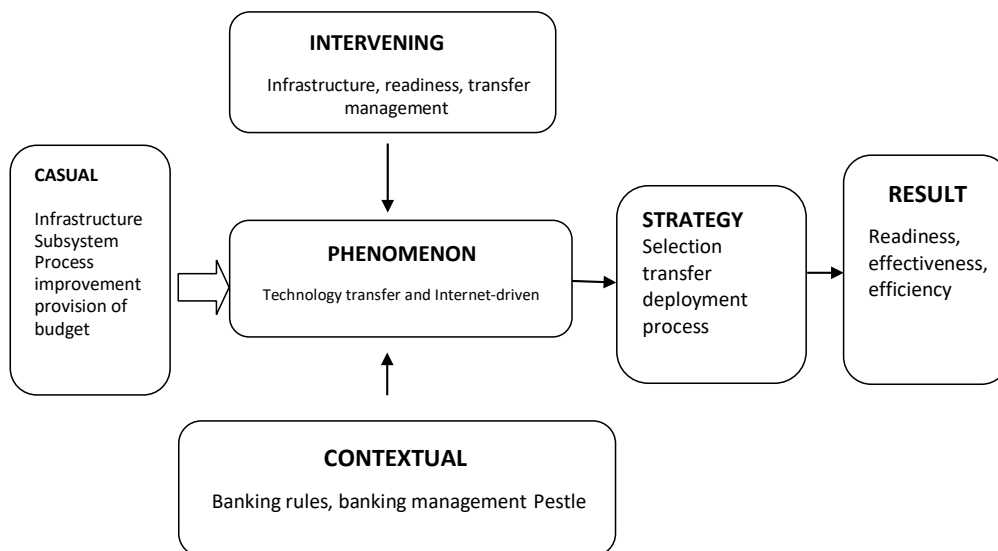 INTERVENING
Infrastructure, readiness, transfer
management
CASUAL
Infrastructure
Subsystem
Process
improvement
provision of
budget
PHENOMENON
Technology transfer and Internet-driven
STRATEGY
Selection
transfer
deployment
process
RESULT
Readiness,
effectiveness,
efficiency
CONTEXTUAL
Banking rules, banking management Pestle